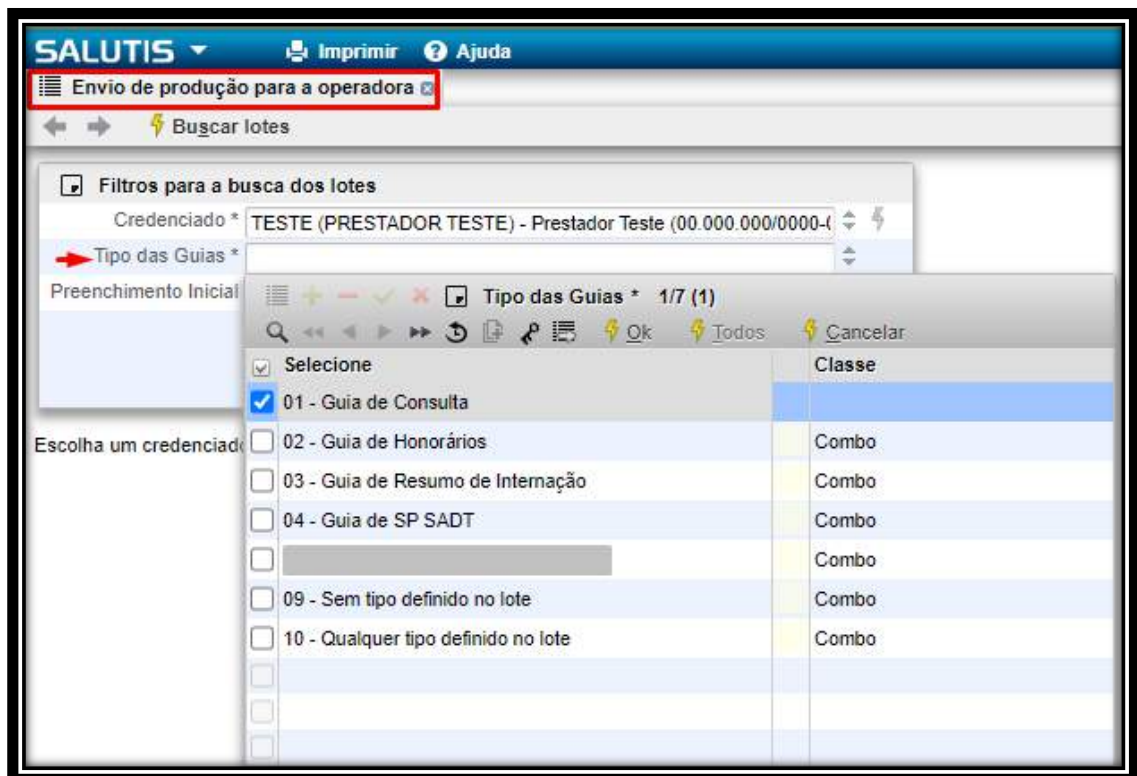 SALUTIS Imprimir Ajuda
Envio de produção para a operadora
Buscar lotes
Filtros para a busca dos lotes
Credenciado * TESTE (PRESTADOR TESTE) - Prestador Teste (00.000.000/0000-(
Tipo das Guias *
Preenchimento Inicial
Tipo das Guias * 1/7 (1)
Ok Todos Cancelar
Selecione Classe
01 - Guia de Consulta
02 - Guia de Honorários Combo
03 - Guia de Resumo de Internação Combo
04 - Guia de SP SADT Combo
Combo
09 - Sem tipo definido no lote Combo
10 - Qualquer tipo definido no lote Combo
Escolha um credenciad